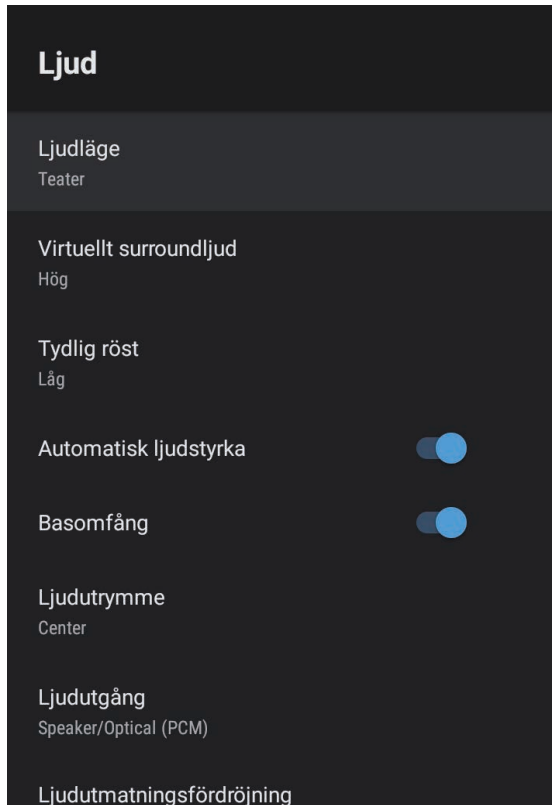 Ljud
Ljudläge
Teater
Virtuellt surroundljud
Hög
Tydlig röst
Låg
Automatisk ljudstyrka
Basomfång
Ljudutrymme
Center
Ljudutgång
Speaker/Optical (PCM)
Ljudutmatningsfördröjning